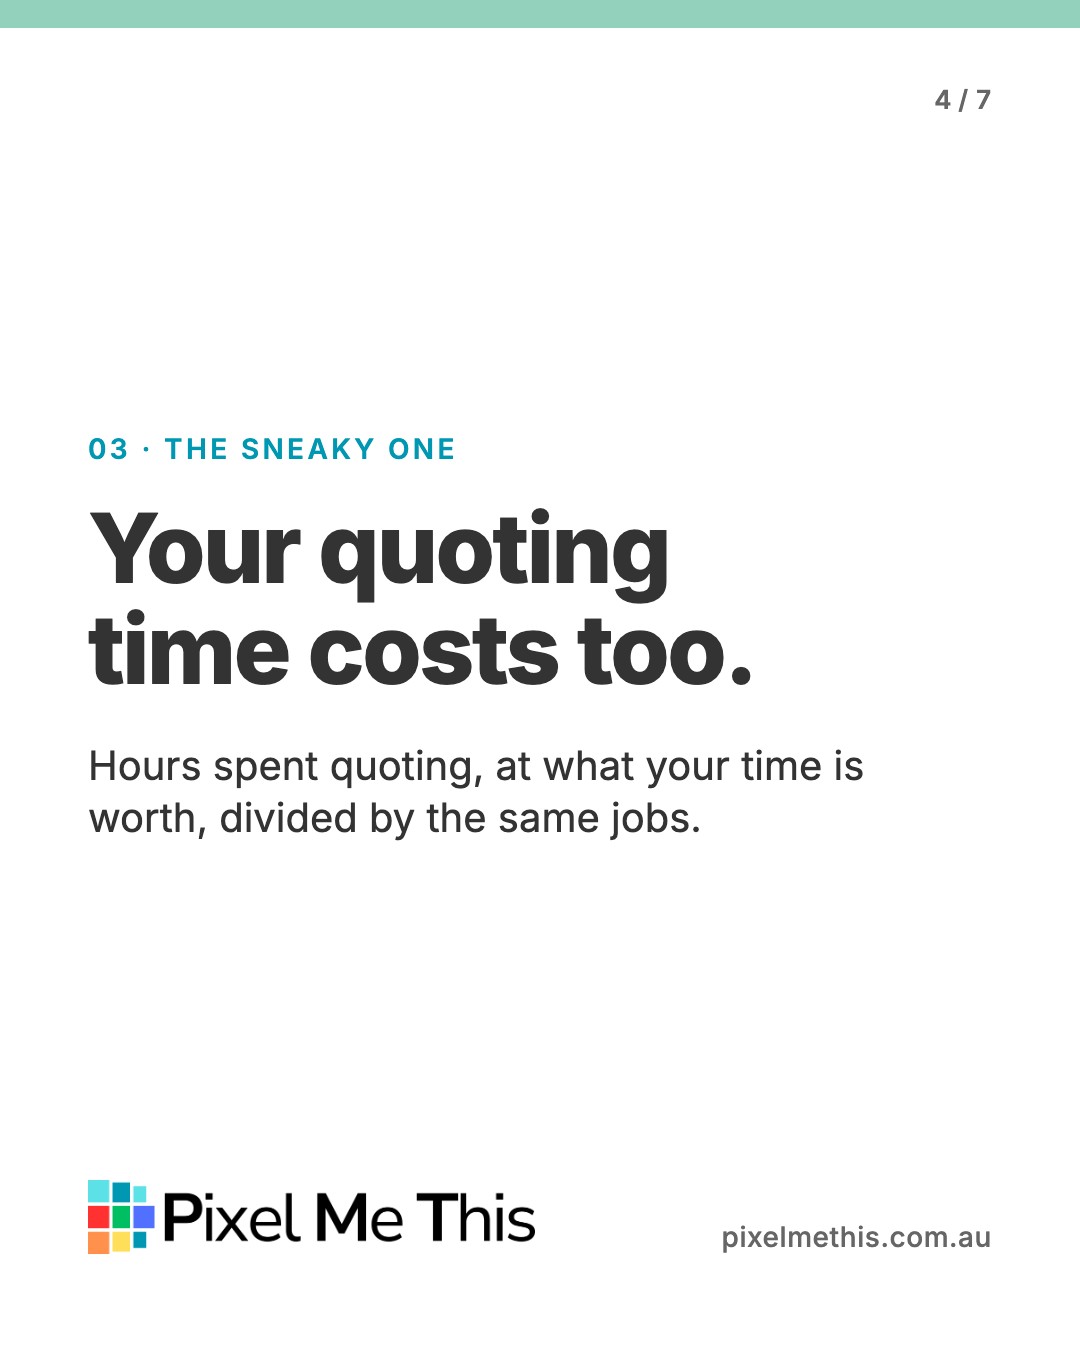 4 / 7
03 · THE SNEAKY ONE
Your quoting
time costs too.
Hours spent quoting, at what your time is
worth, divided by the same jobs.
Pixel Me This
pixelmethis.com.au